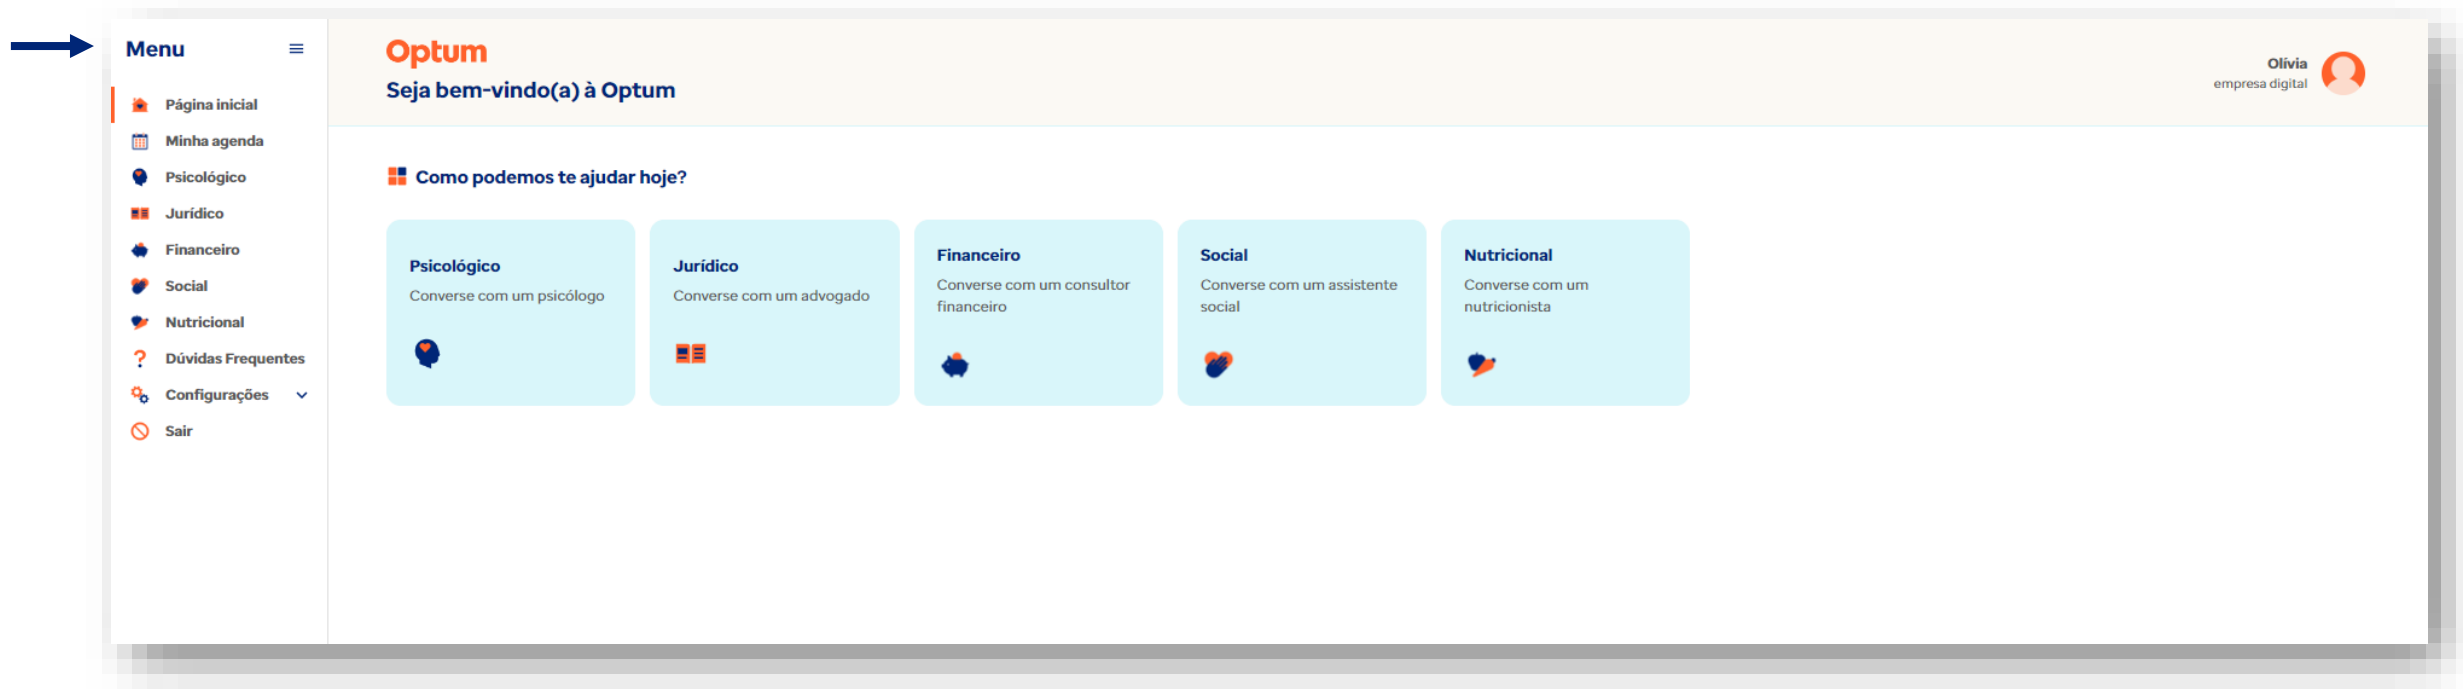 Menu
Página inicial
Minha agenda
Psicológico
Jurídico
Financeiro
Social
Nutricional
Dúvidas Frequentes
Configurações
Sair
Optum
Seja bem-vindo(a) à Optum
Olívia
empresa digital
Como podemos te ajudar hoje?
Psicológico
Converse com um psicólogo
Jurídico
Converse com um advogado
Financeiro
Converse com um consultor
financeiro
Social
Converse com um assistente
social
Nutricional
Converse com um
nutricionista